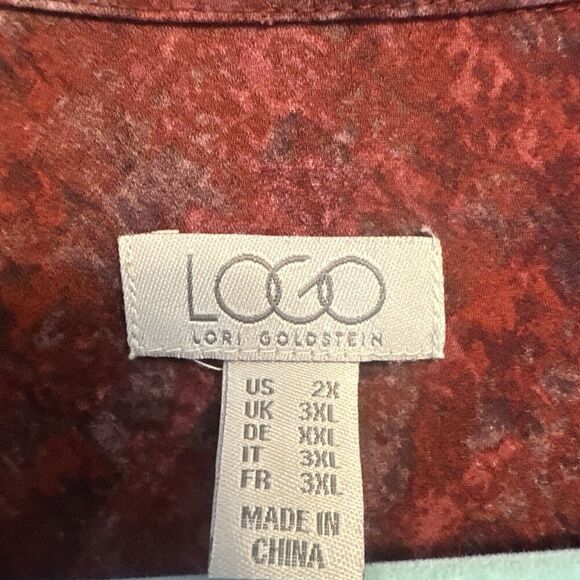 LOGO
LORI GOLDSTEIN
US 2X
UK 3XL
DE XXL
IT 3XL
FR 3XL
MADE IN
CHINA